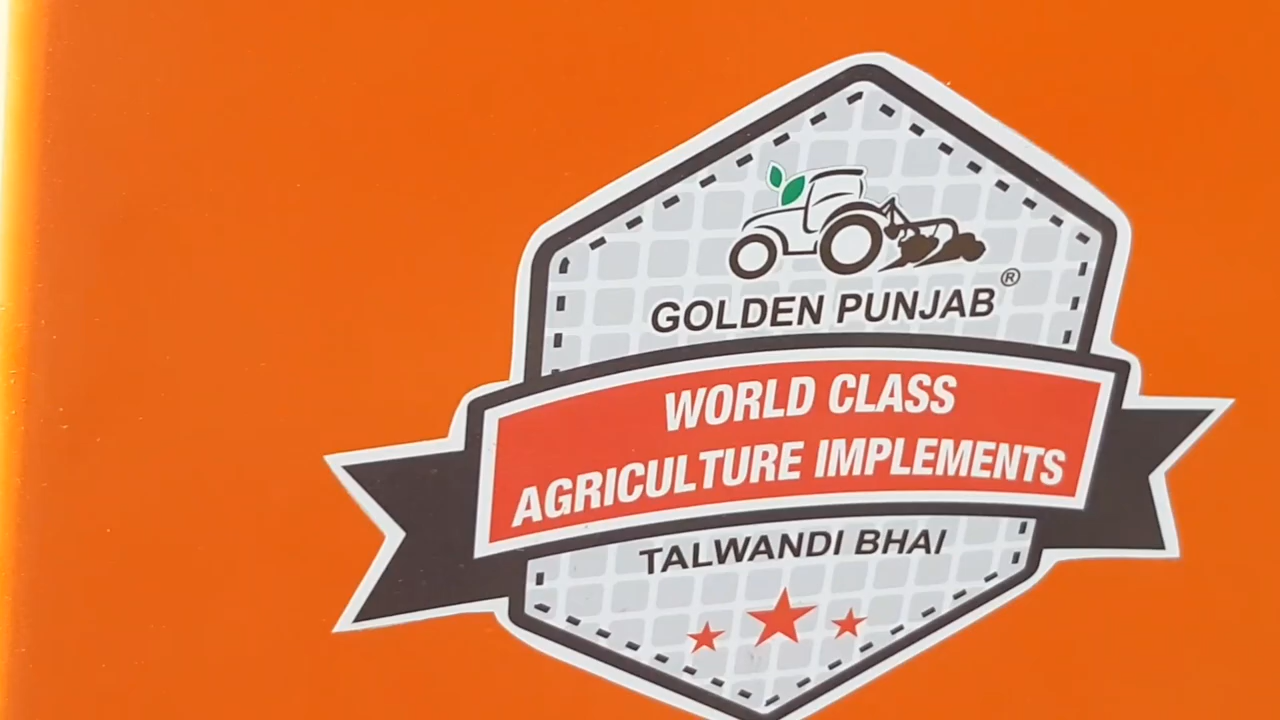 GOLDEN PUNJAB®
WORLD CLASS
AGRICULTURE IMPLEMENTS
TALWANDI BHAI